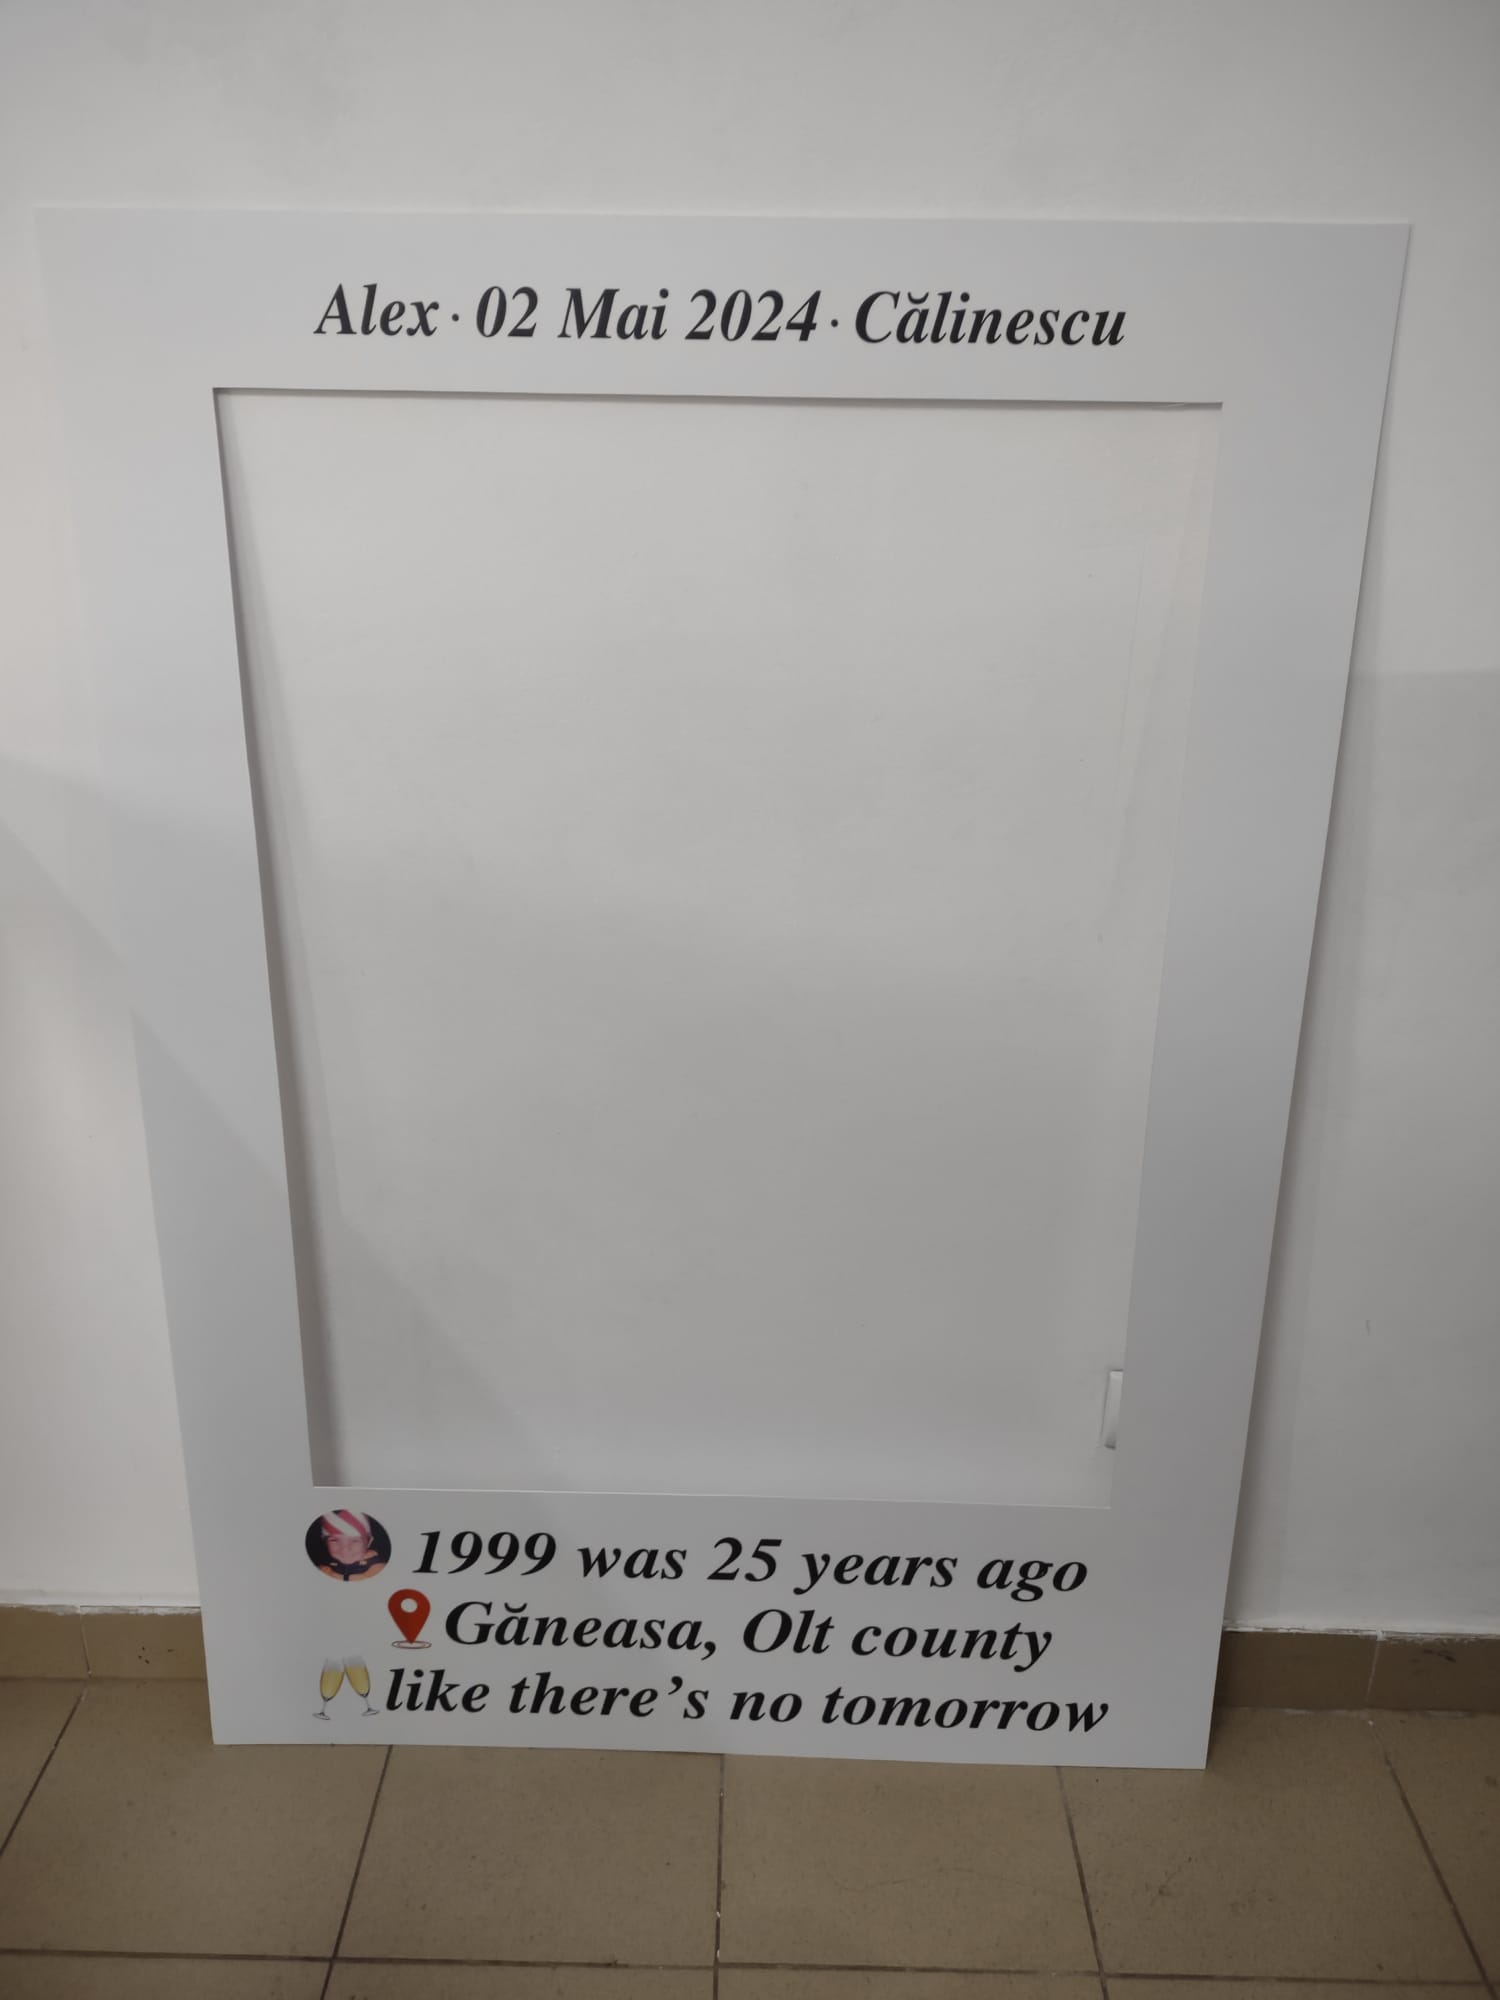 Alex · 02 Mai 2024 · Călinescu
1999 was 25 years ago
Găneasa, Olt county
like there's no tomorrow